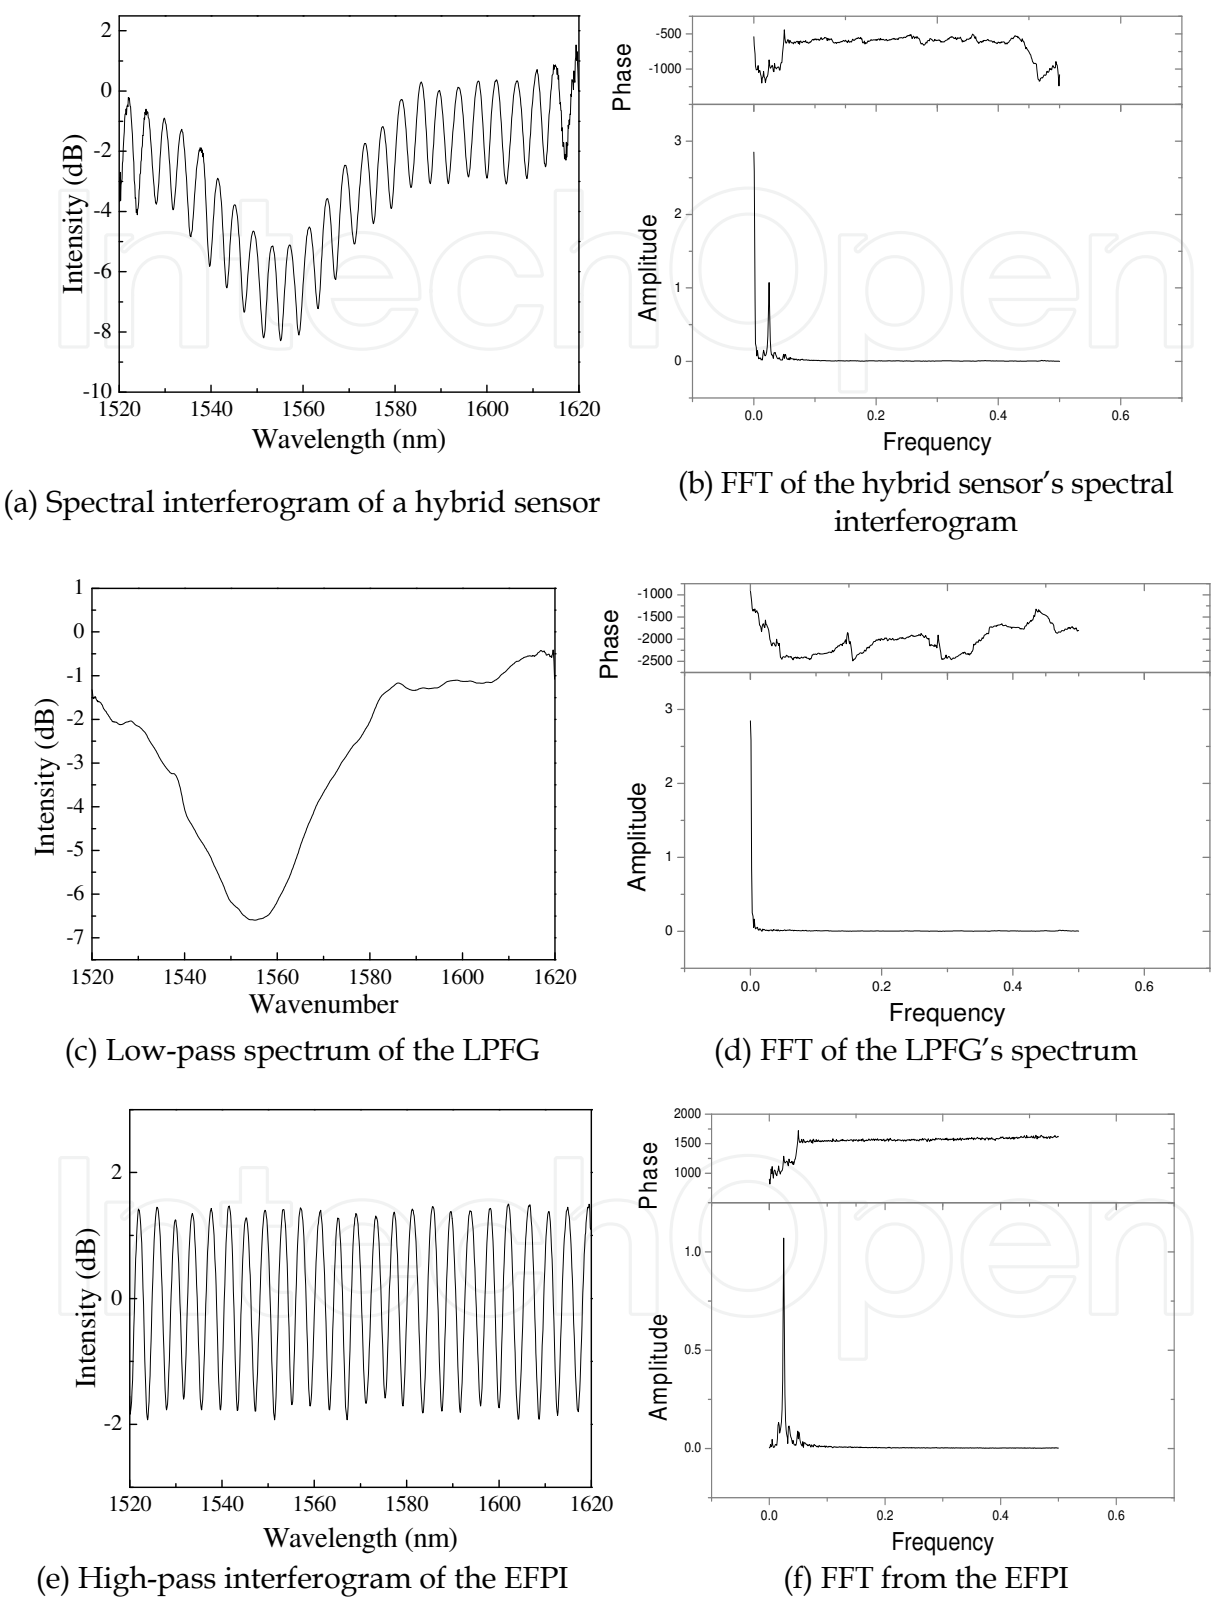 2
0
-2
-4
-6
-8
-10
Intensity (dB)
1520 1540 1560 1580 1600 1620
Wavelength (nm)
(a) Spectral interferogram of a hybrid sensor
-500
-1000
Phase
3
2
1
0
Amplitude
0.0 0.2 0.4 0.6
Frequency
(b) FFT of the hybrid sensor's spectral
interferogram
1
0
-1
-2
-3
-4
-5
-6
-7
Intensity (dB)
1520 1540 1560 1580 1600 1620
Wavenumber
(c) Low-pass spectrum of the LPFG
-1000
-1500
-2000
-2500
Phase
3
2
1
0
Amplitude
0.0 0.2 0.4 0.6
Frequency
(d) FFT of the LPFG's spectrum
2
0
-2
Intensity (dB)
1520 1540 1560 1580 1600 1620
Wavelength (nm)
(e) High-pass interferogram of the EFPI
2000
1500
1000
Phase
1.0
0.5
0.0
Amplitude
0.0 0.2 0.4 0.6
Frequency
(f) FFT from the EFPI
IntechOpen
IntechOpen